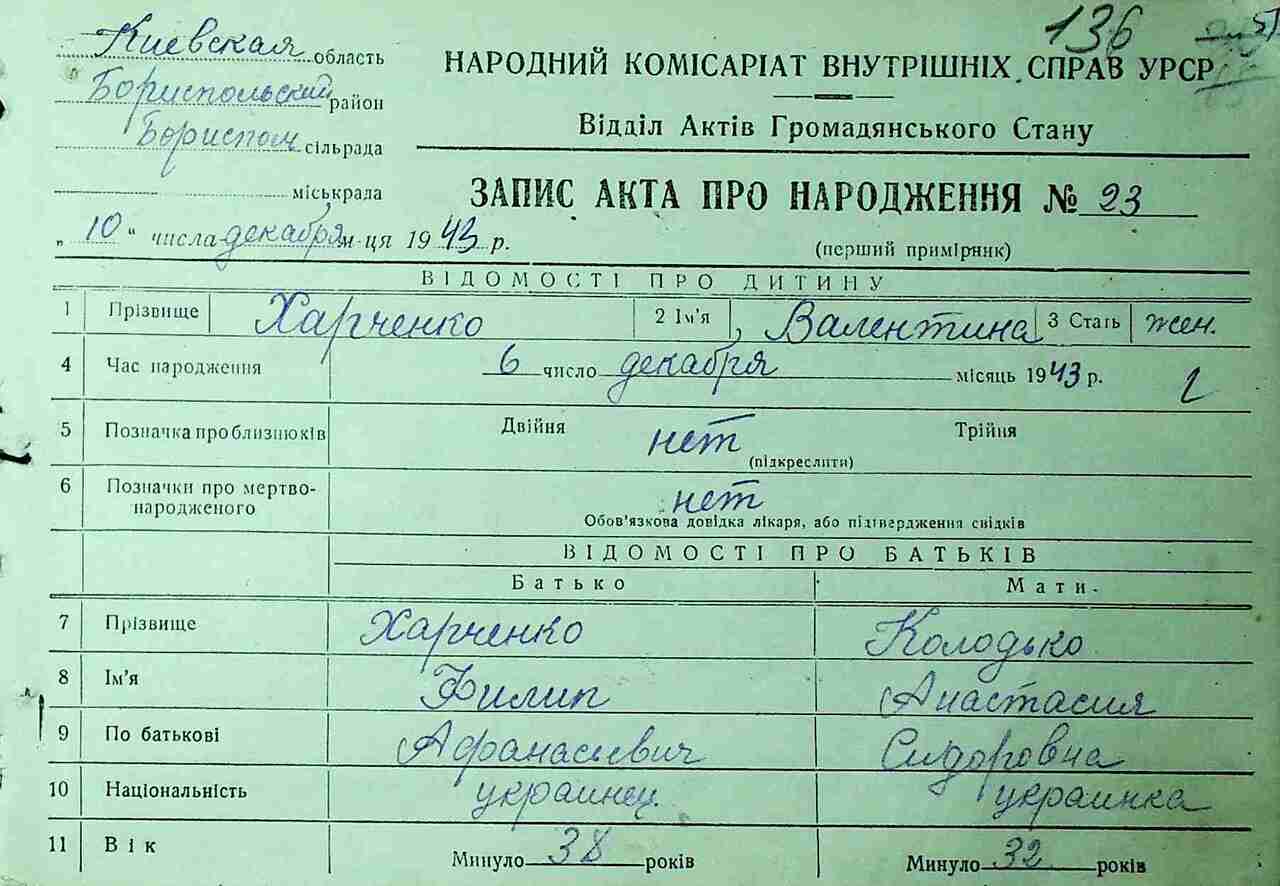 136
Киевская область
Бориспольский район
Бориспол сільрада
міськрада
„10“ числа декабря м-ця 1943 р.
НАРОДНИЙ КОМІСАРІАТ ВНУТРІШНІХ СПРАВ УРСР
Відділ Актів Громадянського Стану
ЗАПИС АКТА ПРО НАРОДЖЕННЯ № 23
(перший примірник)
ВІДОМОСТІ ПРО ДИТИНУ
1 Прізвище Харченко 2 Ім’я Валентина 3 Стать жен.
4 Час народження 6 число декабря місяць 1943 р. 1
5 Позначка про близнюків Двійня нет Трійня
(підкреслити)
6 Позначки про мертво-
народженого нет
Обов’язкова довідка лікаря, або підтвердження свідків
ВІДОМОСТІ ПРО БАТЬКІВ
Батько Мати
7 Прізвище Харченко Колодько
8 Ім’я Филип Анастасия
9 По батькові Афанасиевич Сидоровна
10 Національність украинец украинка
11 Вік Минуло 38 років Минуло 32 років